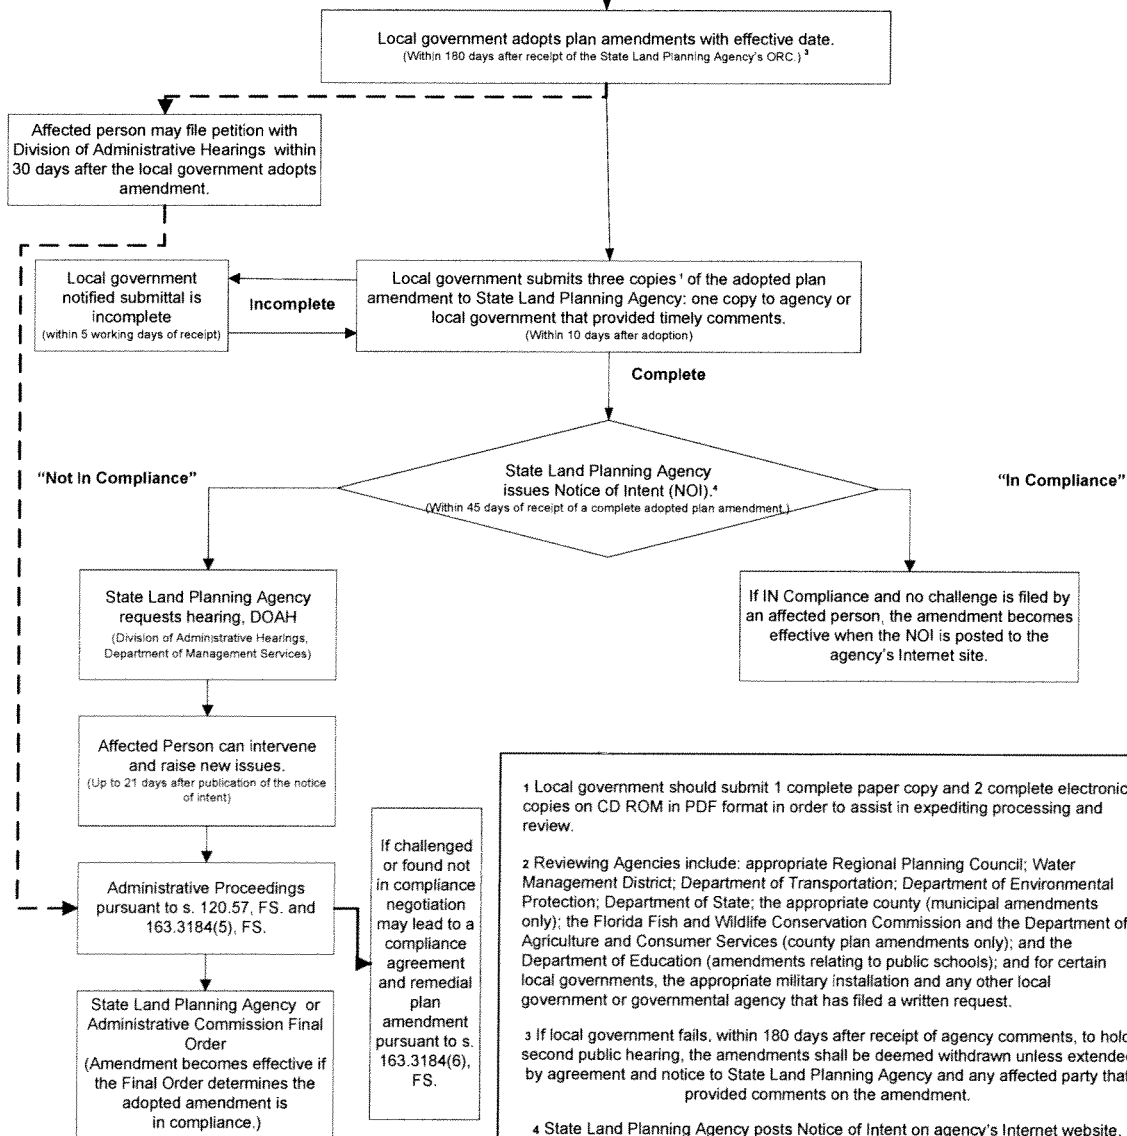 Local government adopts plan amendments with effective date.
(Within 180 days after receipt of the State Land Planning Agency's ORC.) ³
Affected person may file petition with
Division of Administrative Hearings within
30 days after the local government adopts
amendment.
Local government
notified submittal is
incomplete
(within 5 working days of receipt)
Incomplete
Local government submits three copies ¹ of the adopted plan
amendment to State Land Planning Agency: one copy to agency or
local government that provided timely comments.
(Within 10 days after adoption)
Complete
"Not In Compliance"
State Land Planning Agency
issues Notice of Intent (NOI).⁴
(Within 45 days of receipt of a complete adopted plan amendment.)
"In Compliance"
State Land Planning Agency
requests hearing, DOAH
(Division of Administrative Hearings,
Department of Management Services)
If IN Compliance and no challenge is filed by
an affected person, the amendment becomes
effective when the NOI is posted to the
agency's Internet site.
Affected Person can intervene
and raise new issues.
(Up to 21 days after publication of the notice
of intent)
Administrative Proceedings
pursuant to s. 120.57, FS. and
163.3184(5), FS.
If challenged
or found not
in compliance
negotiation
may lead to a
compliance
agreement
and remedial
plan
amendment
pursuant to s.
163.3184(6),
FS.
State Land Planning Agency or
Administrative Commission Final
Order
(Amendment becomes effective if
the Final Order determines the
adopted amendment is
in compliance.)
1 Local government should submit 1 complete paper copy and 2 complete electronic
copies on CD ROM in PDF format in order to assist in expediting processing and
review.
2 Reviewing Agencies include: appropriate Regional Planning Council; Water
Management District; Department of Transportation; Department of Environmental
Protection; Department of State; the appropriate county (municipal amendments
only); the Florida Fish and Wildlife Conservation Commission and the Department of
Agriculture and Consumer Services (county plan amendments only); and the
Department of Education (amendments relating to public schools); and for certain
local governments, the appropriate military installation and any other local
government or governmental agency that has filed a written request.
3 If local government fails, within 180 days after receipt of agency comments, to hold
second public hearing, the amendments shall be deemed withdrawn unless extended
by agreement and notice to State Land Planning Agency and any affected party that
provided comments on the amendment.
4 State Land Planning Agency posts Notice of Intent on agency's Internet website.